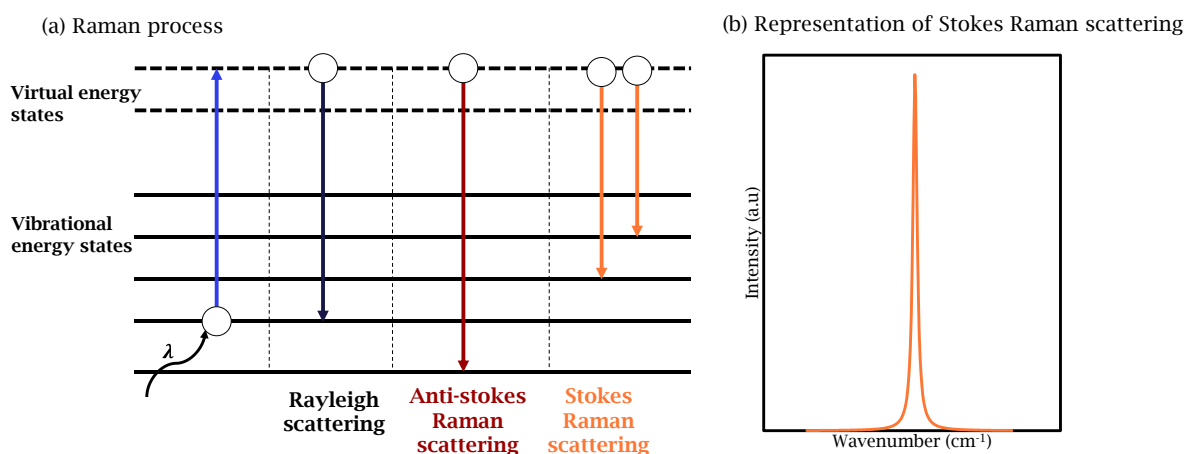 (a) Raman process
(b) Representation of Stokes Raman scattering
Virtual energy
states
Vibrational
energy states
λ
Rayleigh
scattering
Anti-stokes
Raman
scattering
Stokes
Raman
scattering
Intensity (a.u)
Wavenumber (cm⁻¹)